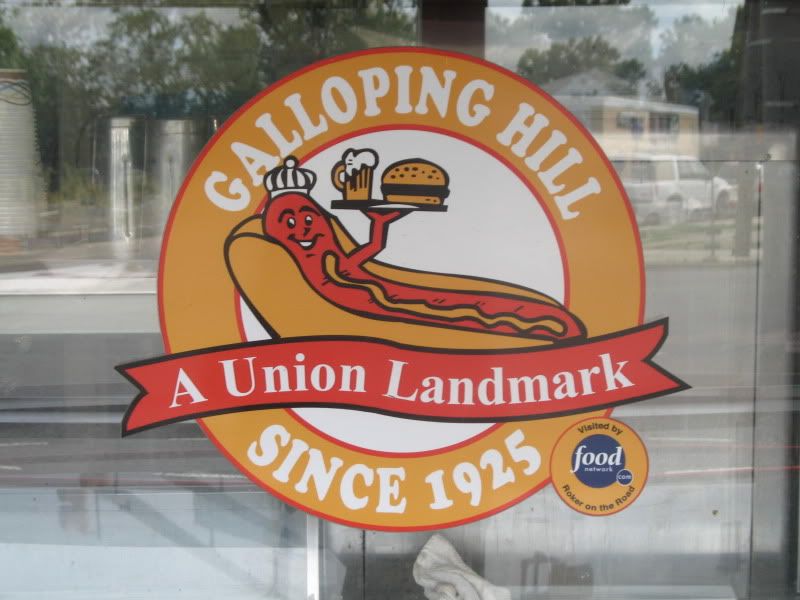 GALLOPING HILL
A Union Landmark
SINCE 1925
Visited by
food
network
.com
Roker on the Road